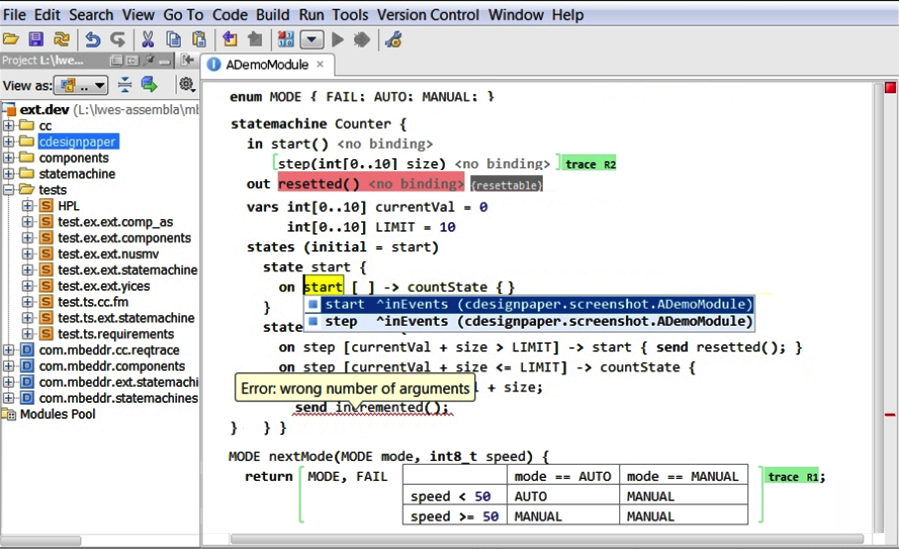 File Edit Search View Go To Code Build Run Tools Version Control Window Help
Project L:\lwe...
View as:
ext.dev (L:\lwes-assembla\mb
cc
cdesignpaper
components
statemachine
tests
HPL
test.ex.ext.comp_as
test.ex.ext.components
test.ex.ext.nusmv
test.ex.ext.statemachine
test.ex.ext.yices
test.ts.cc.fm
test.ts.ext.statemachine
test.ts.requirements
com.mbeddr.cc.reqtrace
com.mbeddr.components
com.mbeddr.ext.statemachi
com.mbeddr.statemachines
Modules Pool
ADemoModule
enum MODE { FAIL; AUTO; MANUAL; }
statemachine Counter {
in start() <no binding>
step(int[0..10] size) <no binding> trace R2
out resetted() <no binding> {resettable}
vars int[0..10] currentVal = 0
int[0..10] LIMIT = 10
states (initial = start)
state start {
on start [ ] -> countState { }
start ^inEvents (cdesignpaper.screenshot.ADemoModule)
step ^inEvents (cdesignpaper.screenshot.ADemoModule)
}
state
on step [currentVal + size > LIMIT] -> start { send resetted(); }
on step [currentVal + size <= LIMIT] -> countState {
Error: wrong number of arguments
l + size;
send incremented();
} } }
MODE nextMode(MODE mode, int8_t speed) {
return MODE, FAIL mode == AUTO mode == MANUAL trace R1;
speed < 50 AUTO MANUAL
speed >= 50 MANUAL MANUAL